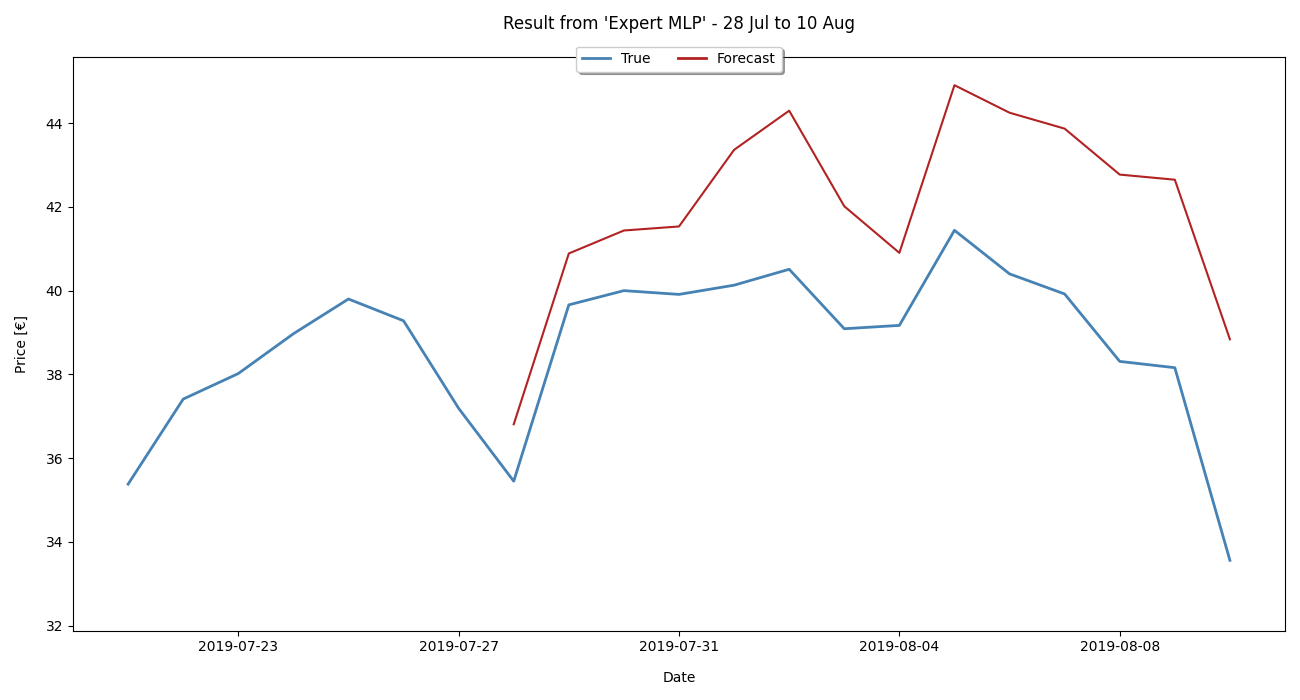 Result from 'Expert MLP' - 28 Jul to 10 Aug
True Forecast
44
42
40
38
36
34
32
Price [€]
2019-07-23 2019-07-27 2019-07-31 2019-08-04 2019-08-08
Date